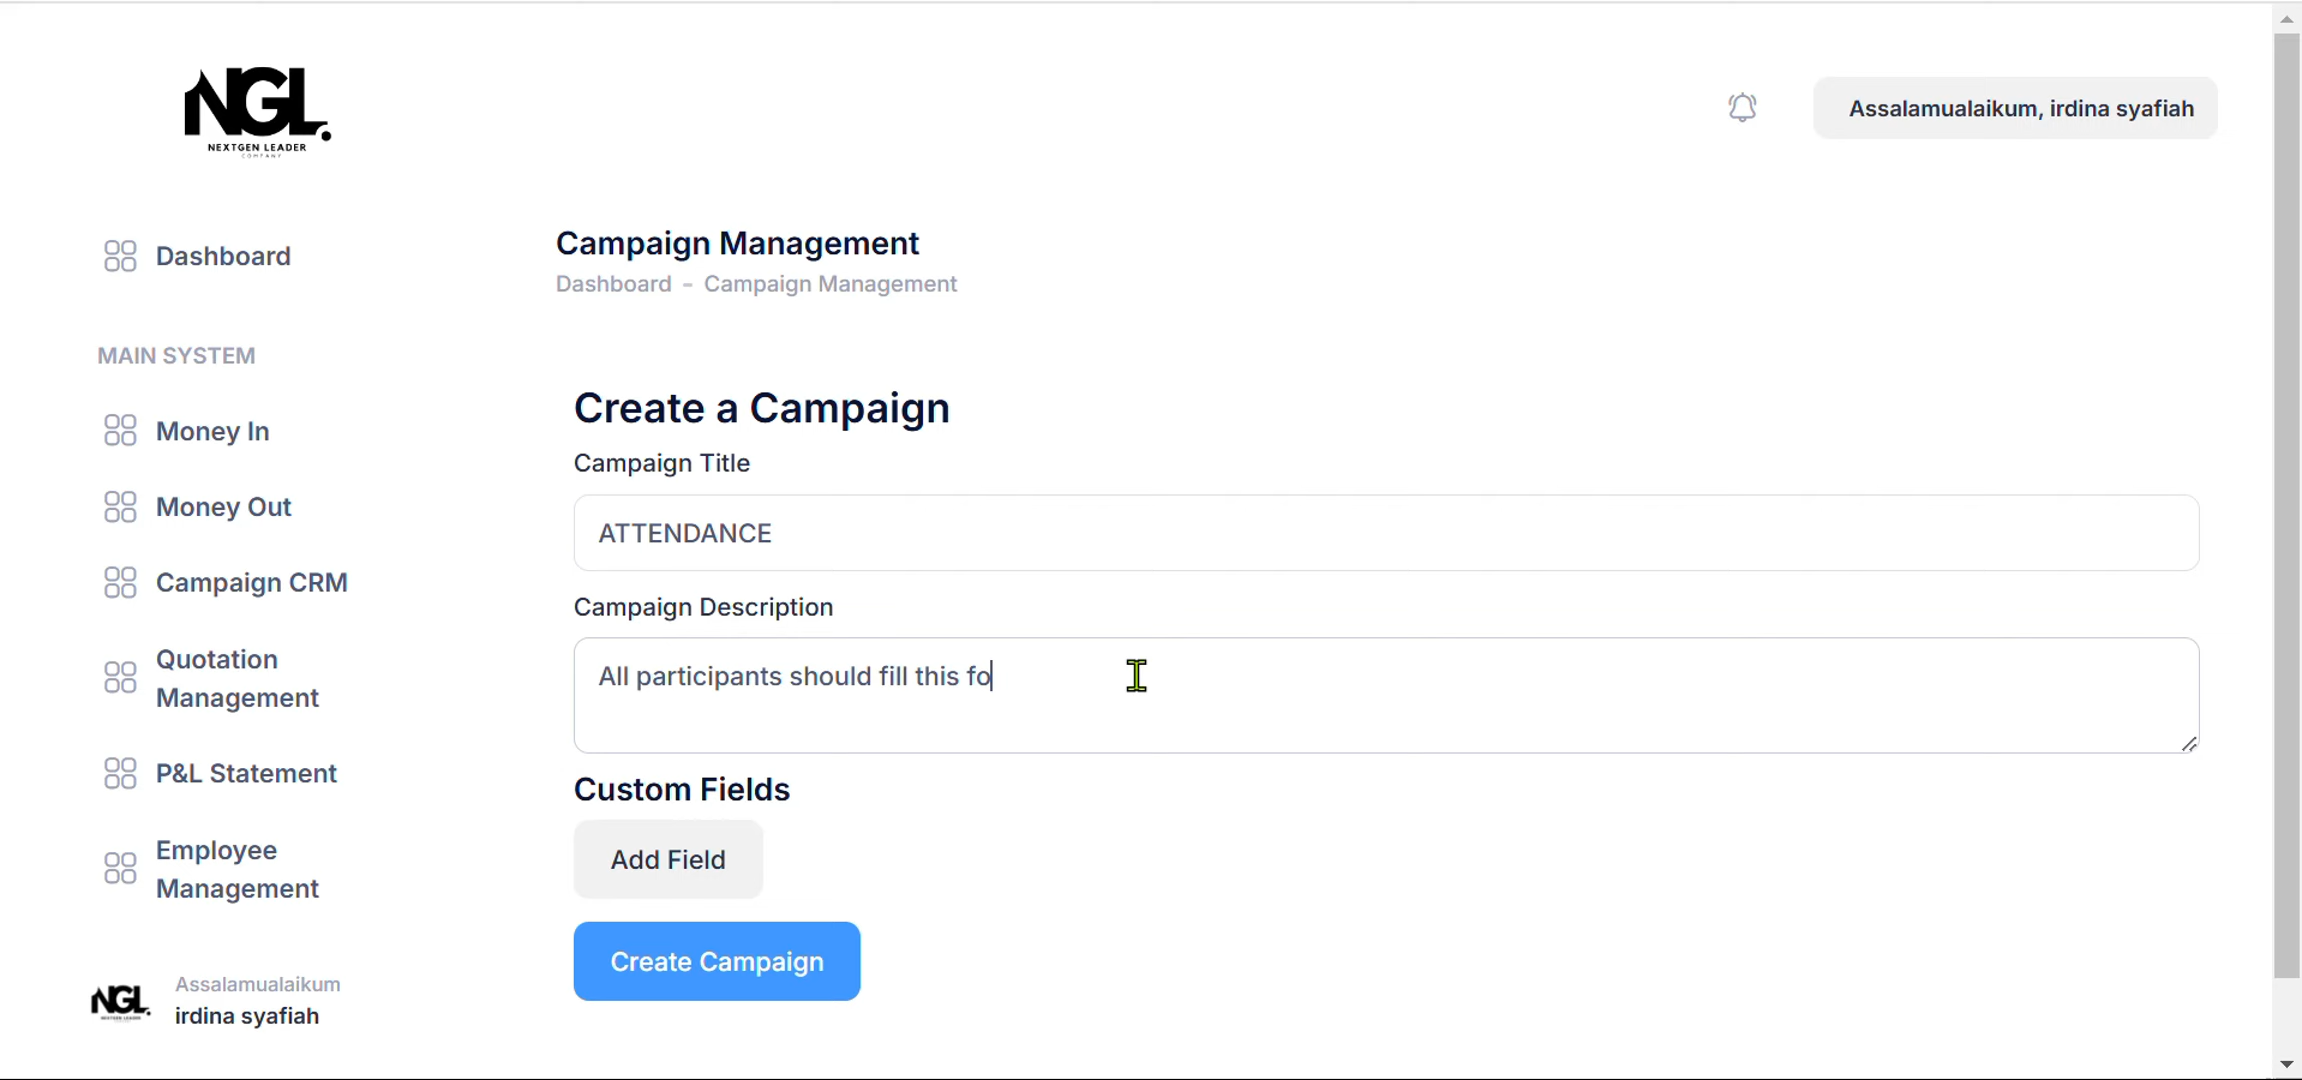 NGL.
NEXTGEN LEADER
COMPANY
Assalamualaikum, irdina syafiah
Dashboard
MAIN SYSTEM
Money In
Money Out
Campaign CRM
Quotation
Management
P&L Statement
Employee
Management
NGL.
Assalamualaikum
irdina syafiah
Campaign Management
Dashboard - Campaign Management
Create a Campaign
Campaign Title
ATTENDANCE
Campaign Description
All participants should fill this fo
Custom Fields
Add Field
Create Campaign